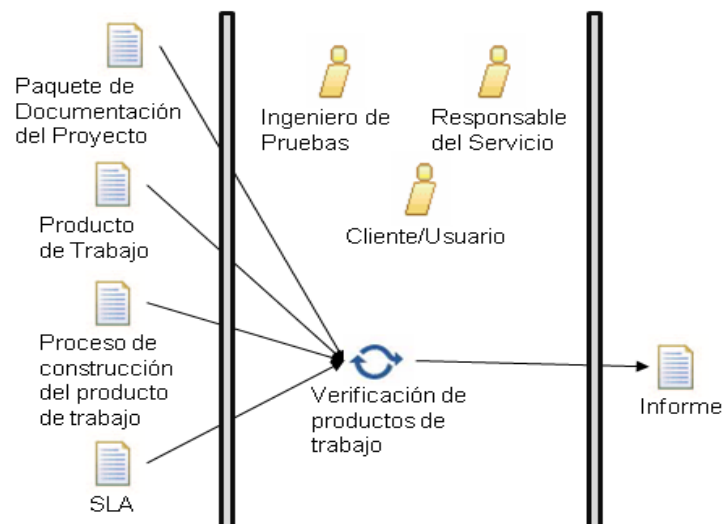 Paquete de
Documentación
del Proyecto
Ingeniero de
Pruebas
Responsable
del Servicio
Producto
de Trabajo
Cliente/Usuario
Proceso de
construcción
del producto
de trabajo
Verificación de
productos de
trabajo
Informe
SLA